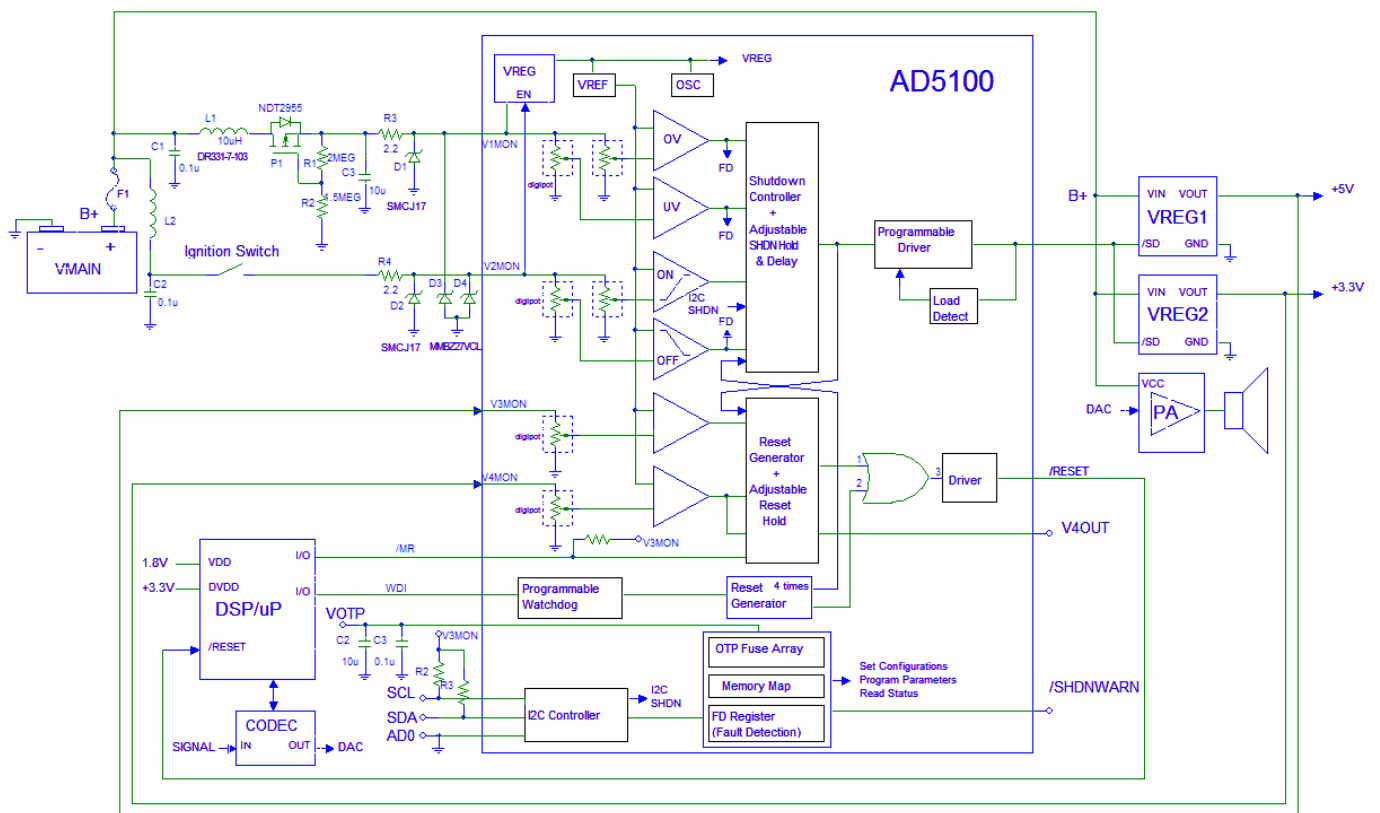 AD5100
VREG
EN
VREF
OSC
VREG
NDT2955
L1
10uH
DR331-7-103
P1
C1
0.1u
R1
2MEG
R2
1.5MEG
C3
10u
R3
2.2
D1
SMCJ17
V1MON
digipot
OV
FD
UV
FD
Shutdown
Controller
+
Adjustable
SHDN Hold
& Delay
Programmable
Driver
Load
Detect
B+
VIN VOUT
VREG1
/SD GND
+5V
VIN VOUT
VREG2
/SD GND
+3.3V
VCC
DAC
PA
F1
B+
L2
- +
VMAIN
C2
0.1u
Ignition Switch
R4
2.2
D2
SMCJ17
D3
D4
MMBZ27VCL
V2MON
digipot
ON
I2C
SHDN
FD
OFF
V3MON
digipot
V4MON
digipot
Reset
Generator
+
Adjustable
Reset
Hold
1
2
3
Driver
/RESET
V4OUT
/MR
V3MON
WDI
Programmable
Watchdog
Reset 4 times
Generator
1.8V
+3.3V
VDD
DVDD
I/O
I/O
DSP/uP
/RESET
CODEC
IN OUT
SIGNAL
DAC
VOTP
C2
10u
C3
0.1u
V3MON
R2
R3
SCL
SDA
AD0
I2C Controller
I2C
SHDN
OTP Fuse Array
Memory Map
FD Register
(Fault Detection)
Set Configurations
Program Parameters
Read Status
/SHDNWARN